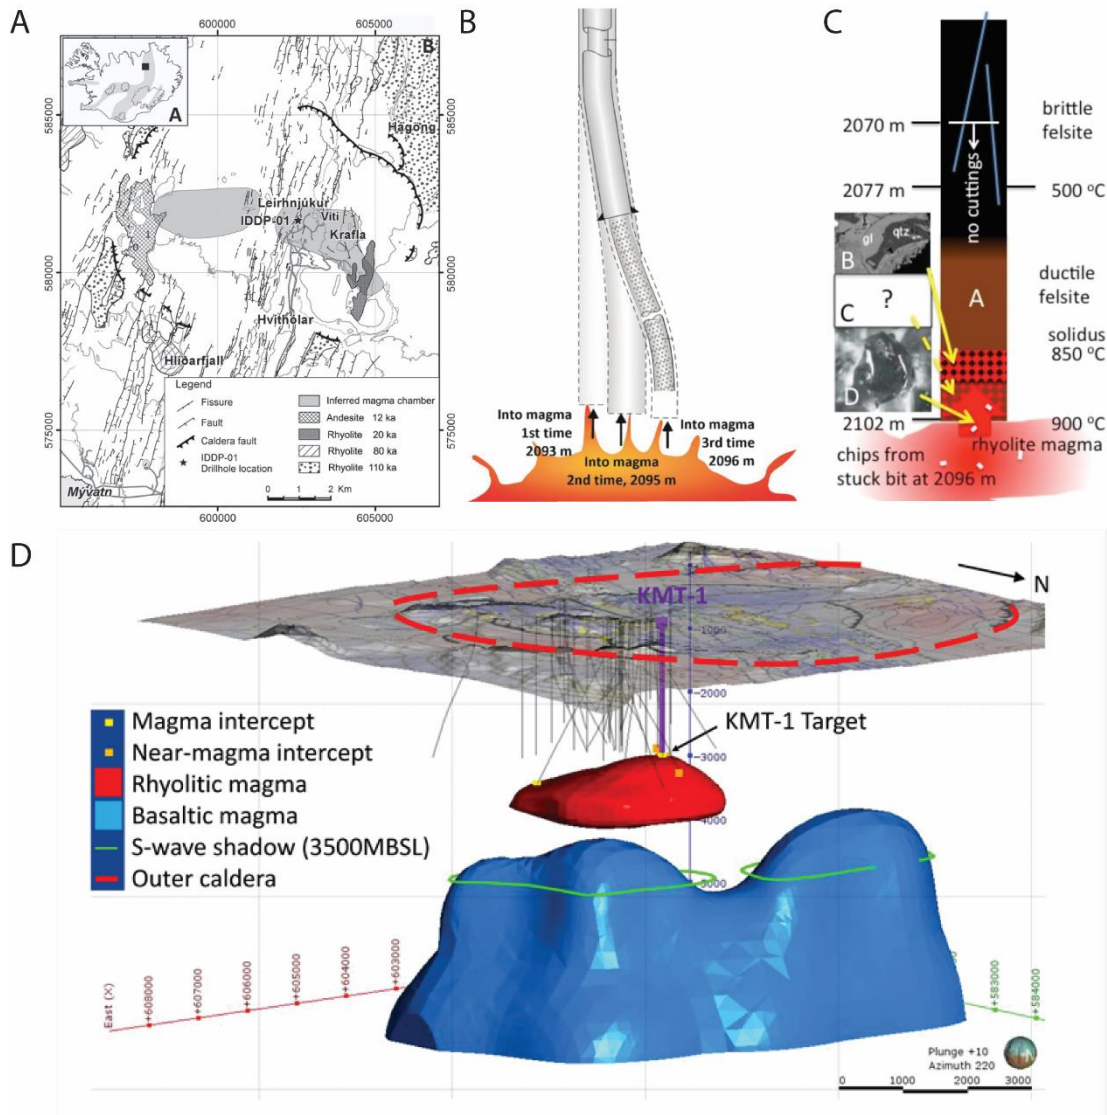 A
600000
605000
B
A
585000
580000
575000
585000
580000
575000
Hágöng
Leirhnjúkur
IDDP-01
Víti
Krafla
Hvíthólar
Hlíðarfjall
Mývatn
Legend
Fissure
Fault
Caldera fault
IDDP-01
Drillhole location
Inferred magma chamber
Andesite 12 ka
Rhyolite 20 ka
Rhyolite 80 ka
Rhyolite 110 ka
0 1 2 Km
600000
605000
B
Into magma
1st time
2093 m
Into magma
2nd time, 2095 m
Into magma
3rd time
2096 m
C
2070 m
2077 m
2102 m
no cuttings
A
brittle
felsite
500 °C
ductile
felsite
solidus
850 °C
900 °C
gl
qtz
B
?
C
D
rhyolite magma
chips from
stuck bit at 2096 m
D
N
KMT-1
-1000
-2000
-3000
-4000
-5000
KMT-1 Target
Magma intercept
Near-magma intercept
Rhyolitic magma
Basaltic magma
S-wave shadow (3500MBSL)
Outer caldera
East (X)
+608000
+607000
+606000
+605000
+604000
+603000
+583000
+584000
Plunge +10
Azimuth 220
0 1000 2000 3000